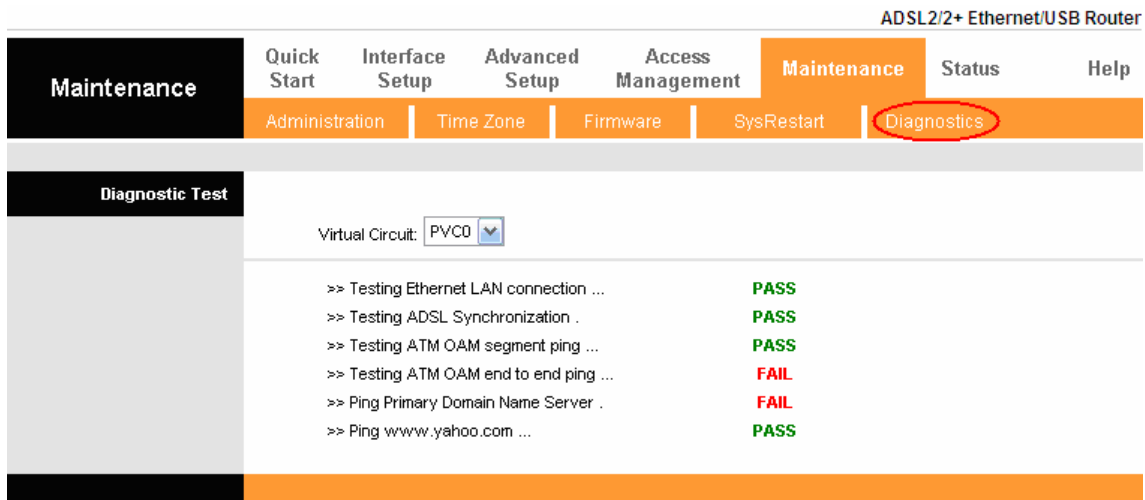 ADSL2/2+ Ethernet/USB Router
Maintenance
Quick Start
Interface Setup
Advanced Setup
Access Management
Maintenance
Status
Help
Administration
Time Zone
Firmware
SysRestart
Diagnostics
Diagnostic Test
Virtual Circuit: PVC0
>> Testing Ethernet LAN connection ... PASS
>> Testing ADSL Synchronization . PASS
>> Testing ATM OAM segment ping ... PASS
>> Testing ATM OAM end to end ping ... FAIL
>> Ping Primary Domain Name Server . FAIL
>> Ping www.yahoo.com ... PASS